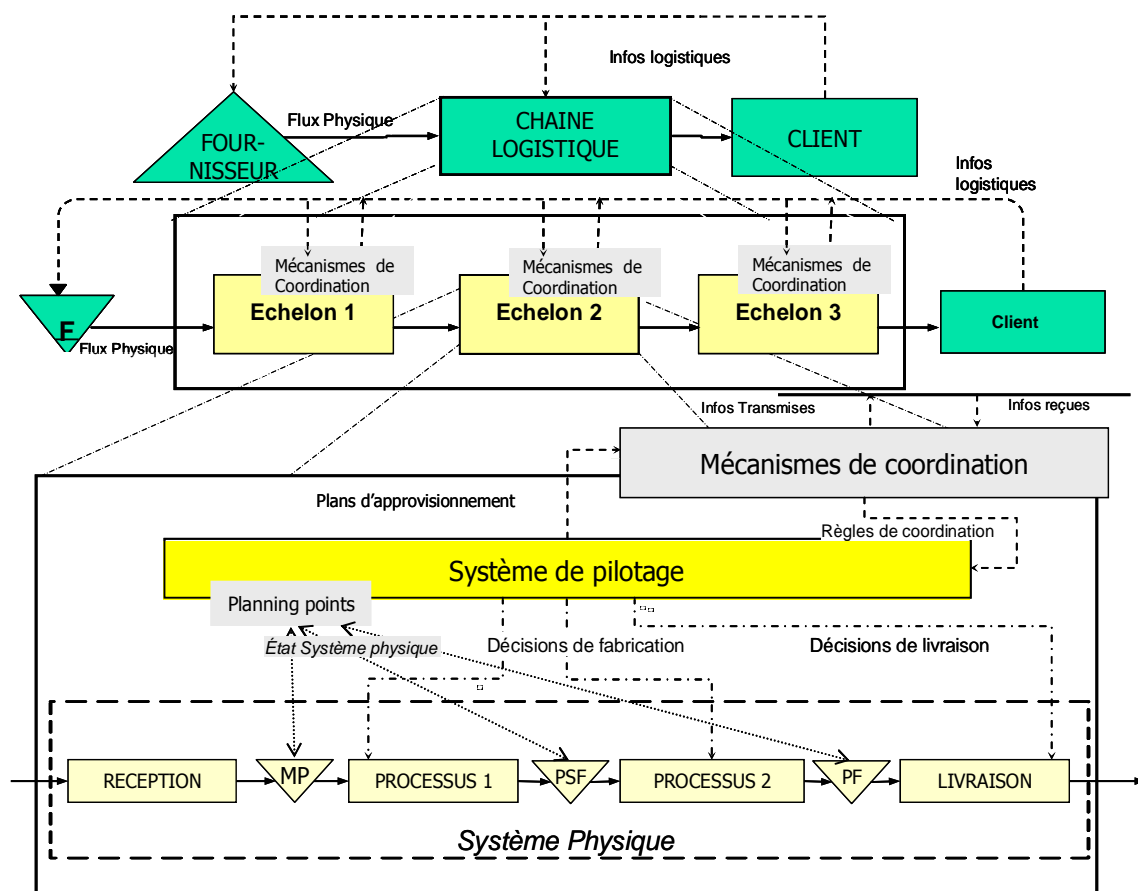 Infos logistiques
Flux Physique
FOUR-
NISSEUR
CHAINE
LOGISTIQUE
CLIENT
Infos
logistiques
Mécanismes de
Coordination
Mécanismes de
Coordination
Mécanismes de
Coordination
F
Flux Physique
Echelon 1
Echelon 2
Echelon 3
Client
Infos Transmises
Infos reçues
Mécanismes de coordination
Plans d'approvisionnement
Règles de coordination
Système de pilotage
Planning points
État Système physique
Décisions de fabrication
Décisions de livraison
RECEPTION
MP
PROCESSUS 1
PSF
PROCESSUS 2
PF
LIVRAISON
Système Physique